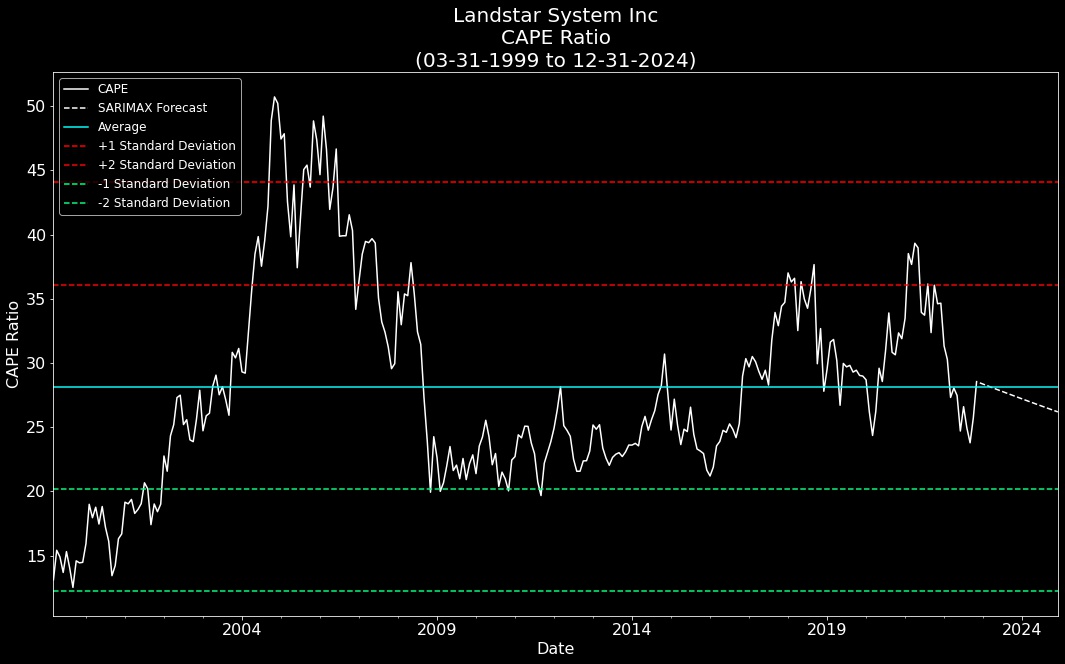 Landstar System Inc
CAPE Ratio
(03-31-1999 to 12-31-2024)
CAPE
SARIMAX Forecast
Average
+1 Standard Deviation
+2 Standard Deviation
-1 Standard Deviation
-2 Standard Deviation
CAPE Ratio
50
45
40
35
30
25
20
15
2004
2009
2014
2019
2024
Date